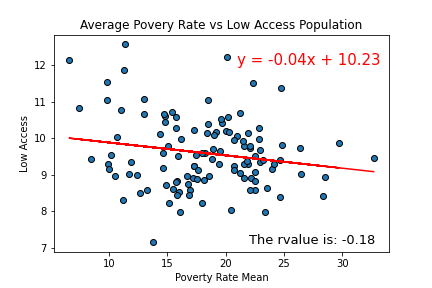 Average Povery Rate vs Low Access Population
y = -0.04x + 10.23
The rvalue is: -0.18
Low Access
12
11
10
9
8
7
10
15
20
25
30
Poverty Rate Mean